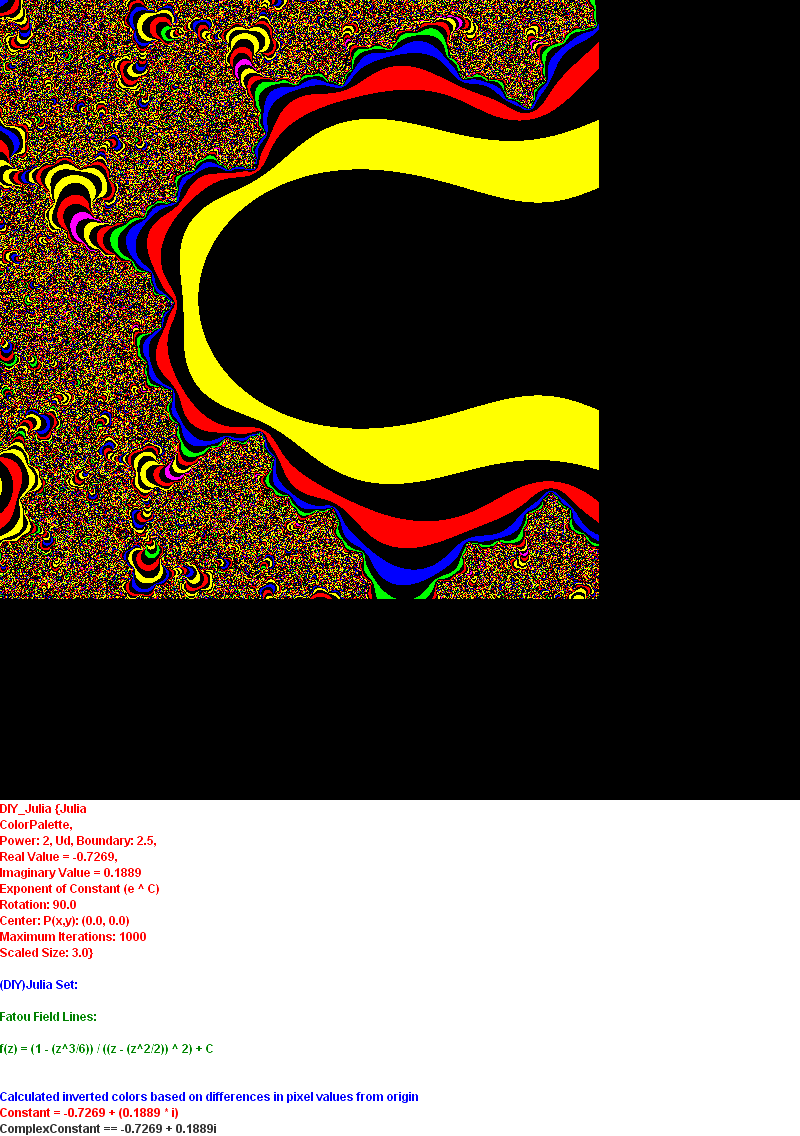 DIY_Julia {Julia
ColorPalette,
Power: 2, Ud, Boundary: 2.5,
Real Value = -0.7269,
Imaginary Value = 0.1889
Exponent of Constant (e ^ C)
Rotation: 90.0
Center: P(x,y): (0.0, 0.0)
Maximum Iterations: 1000
Scaled Size: 3.0}
(DIY)Julia Set:
Fatou Field Lines:
f(z) = (1 - (z^3/6)) / ((z - (z^2/2)) ^ 2) + C
Calculated inverted colors based on differences in pixel values from origin
Constant = -0.7269 + (0.1889 * i)
ComplexConstant == -0.7269 + 0.1889i